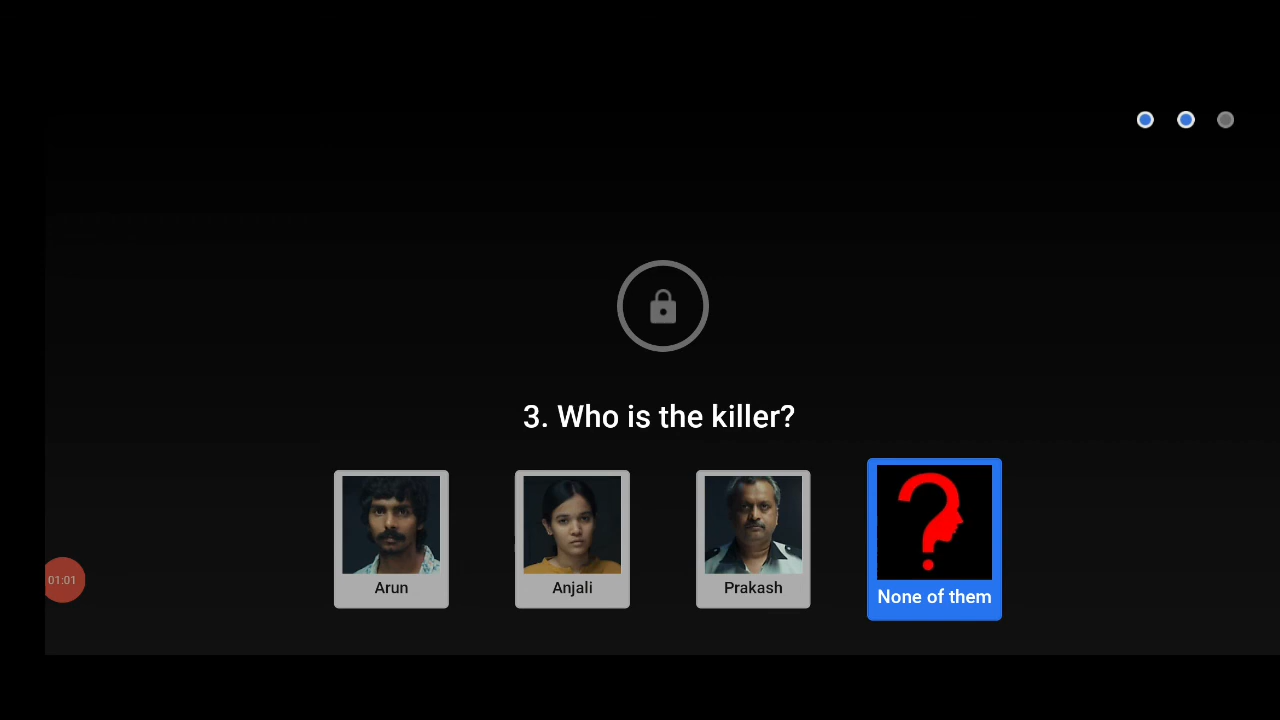 3. Who is the killer?
Arun
Anjali
Prakash
None of them
01:01